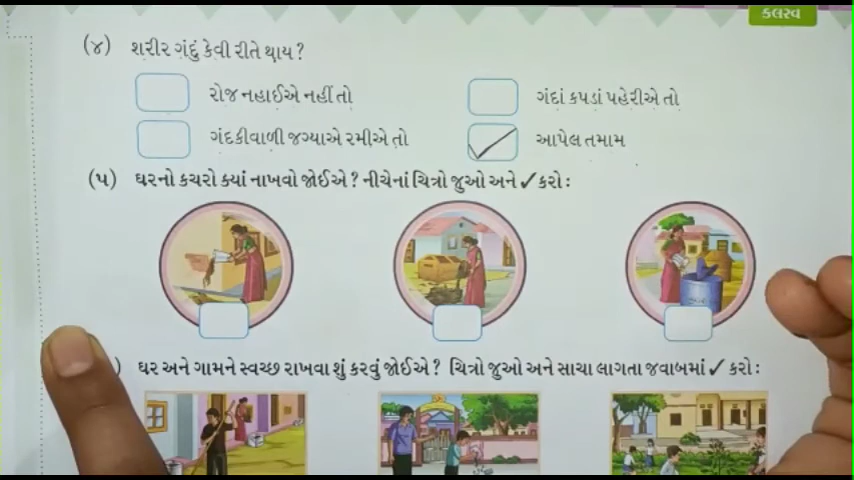 કલરવ
(૪) શરીર ગંદું કેવી રીતે થાય?
રોજ નહાઈએ નહીં તો
ગંદાં કપડાં પહેરીએ તો
ગંદકીવાળી જગ્યાએ રમીએ તો
આપેલ તમામ
(૫) ઘરનો કચરો ક્યાં નાખવો જોઈએ? નીચેનાં ચિત્રો જુઓ અને ✓ કરો:
) ઘર અને ગામને સ્વચ્છ રાખવા શું કરવું જોઈએ? ચિત્રો જુઓ અને સાચા લાગતા જવાબમાં ✓ કરો: